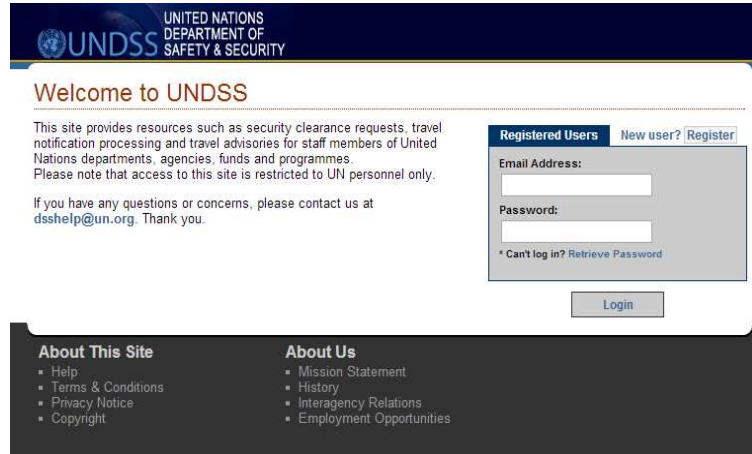 UNDSS
UNITED NATIONS
DEPARTMENT OF
SAFETY & SECURITY
Welcome to UNDSS
This site provides resources such as security clearance requests, travel
notification processing and travel advisories for staff members of United
Nations departments, agencies, funds and programmes.
Please note that access to this site is restricted to UN personnel only.
If you have any questions or concerns, please contact us at
dsshelp@un.org. Thank you.
Registered Users New user? Register
Email Address:
Password:
* Can't log in? Retrieve Password
Login
About This Site
▪ Help
▪ Terms & Conditions
▪ Privacy Notice
▪ Copyright
About Us
▪ Mission Statement
▪ History
▪ Interagency Relations
▪ Employment Opportunities